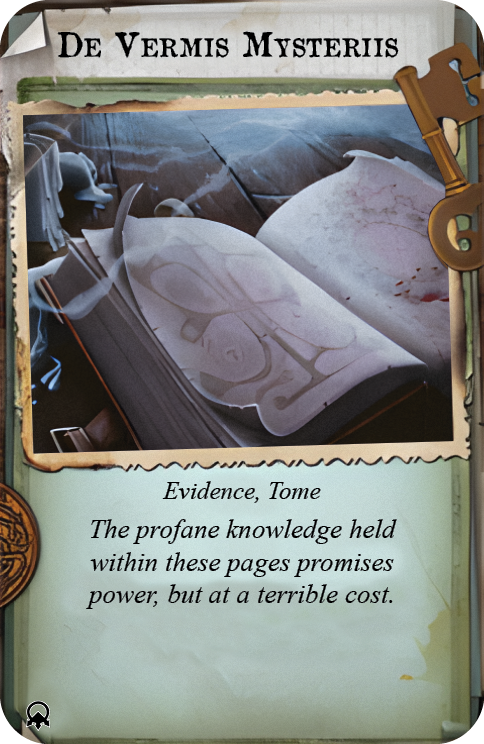 De Vermis Mysteriis
Evidence, Tome
The profane knowledge held
within these pages promises
power, but at a terrible cost.